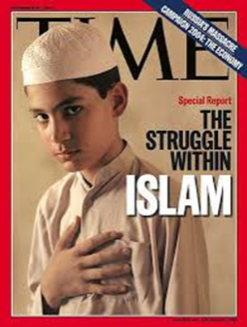 TIME
RUSSIA'S MASSACRE
CAMPAIGN 2004: THE ECONOMY
Special Report
THE
STRUGGLE
WITHIN
ISLAM